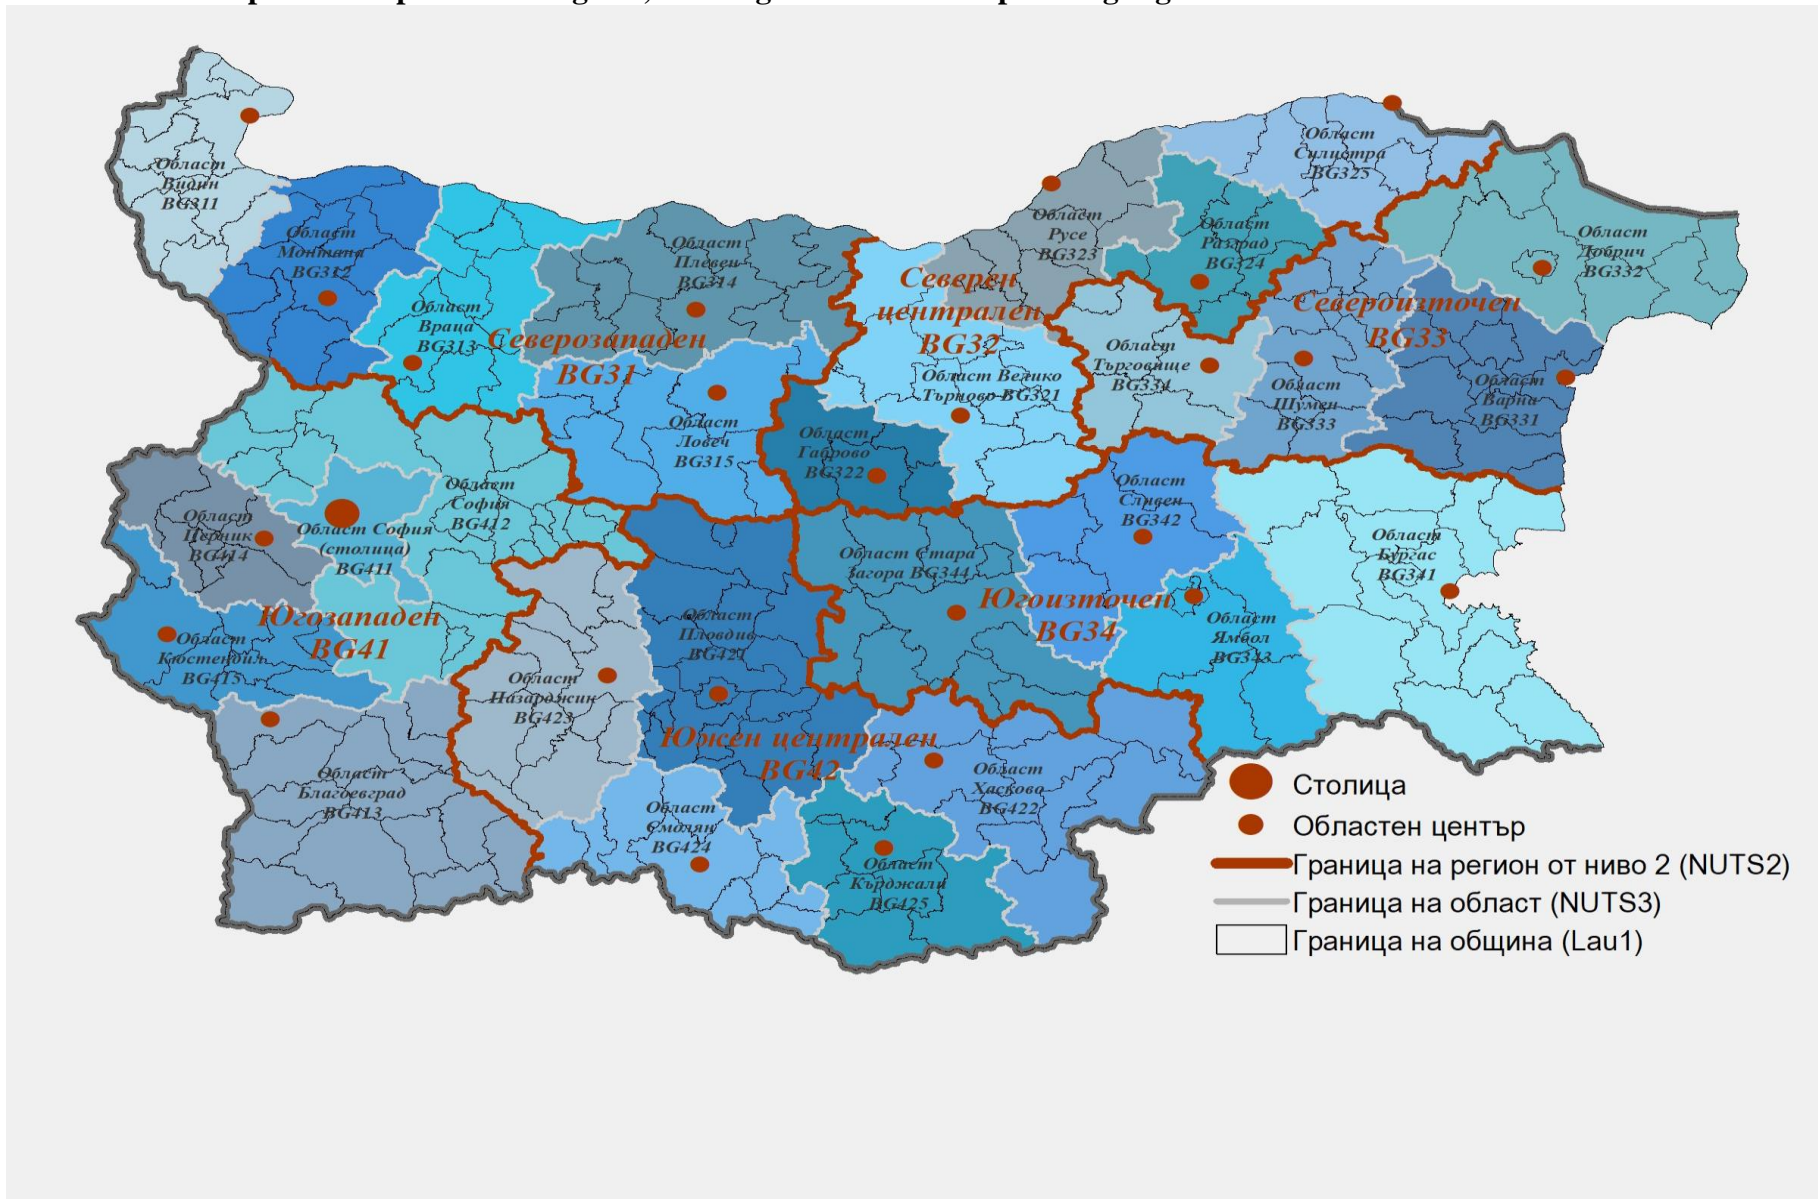 Област
Видин
BG311
Област
Монтана
BG312
Област
Враца
BG313
Област
Плевен
BG314
Област
Ловеч
BG315
Северозападен
BG31
Северен
централен
BG32
Област Велико
Търново BG321
Област
Габрово
BG322
Област
Русе
BG323
Област
Разград
BG324
Област
Силистра
BG325
Североизточен
BG33
Област
Добрич
BG332
Област
Варна
BG331
Област
Шумен
BG333
Област
Търговище
BG334
Област
Сливен
BG342
Област
Бургас
BG341
Област
Ямбол
BG343
Област Стара
Загора BG344
Югоизточен
BG34
Област
София
BG412
Област София
(столица)
BG411
Област
Перник
BG414
Област
Кюстендил
BG415
Югозападен
BG41
Област
Благоевград
BG413
Област
Пазарджик
BG423
Област
Пловдив
BG421
Южен централен
BG42
Област
Смолян
BG424
Област
Хасково
BG422
Област
Кърджали
BG425
Столица
Областен център
Граница на регион от ниво 2 (NUTS2)
Граница на област (NUTS3)
Граница на община (Lau1)